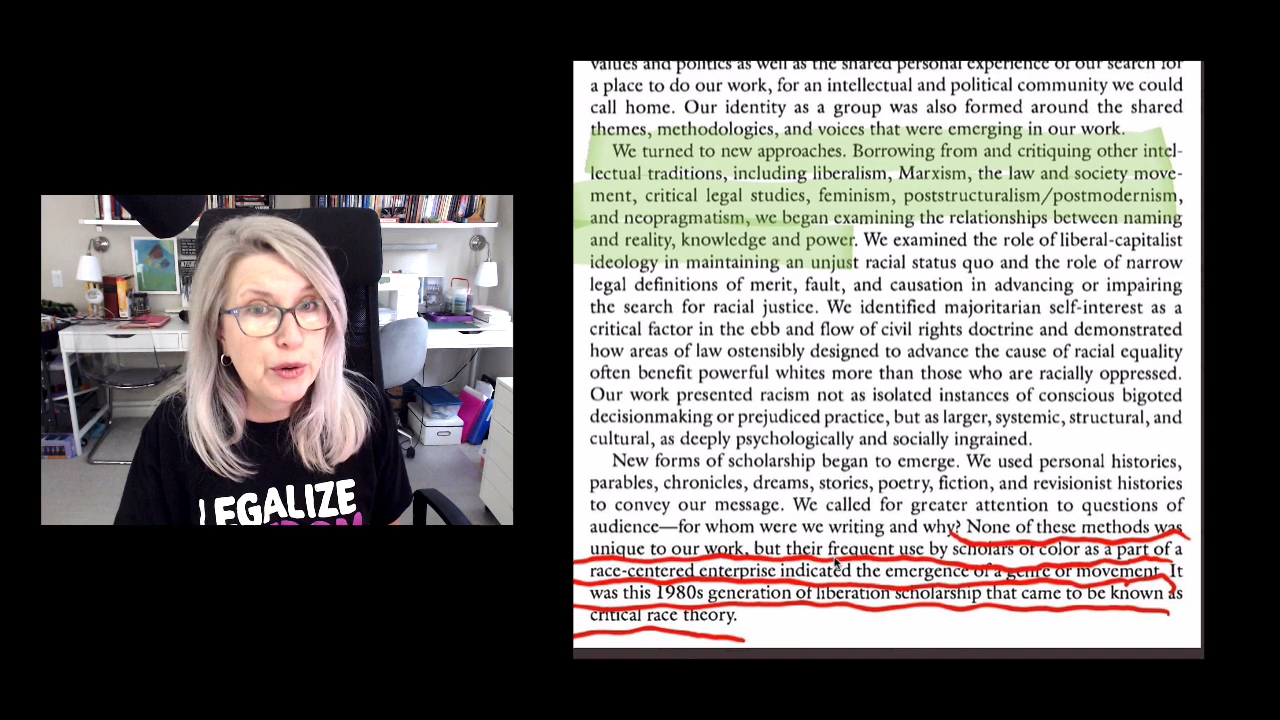 values and politics as well as the shared personal experience of our search for
a place to do our work, for an intellectual and political community we could
call home. Our identity as a group was also formed around the shared
themes, methodologies, and voices that were emerging in our work.
We turned to new approaches. Borrowing from and critiquing other intel-
lectual traditions, including liberalism, Marxism, the law and society move-
ment, critical legal studies, feminism, poststructuralism/postmodernism,
and neopragmatism, we began examining the relationships between naming
and reality, knowledge and power. We examined the role of liberal-capitalist
ideology in maintaining an unjust racial status quo and the role of narrow
legal definitions of merit, fault, and causation in advancing or impairing
the search for racial justice. We identified majoritarian self-interest as a
critical factor in the ebb and flow of civil rights doctrine and demonstrated
how areas of law ostensibly designed to advance the cause of racial equality
often benefit powerful whites more than those who are racially oppressed.
Our work presented racism not as isolated instances of conscious bigoted
decisionmaking or prejudiced practice, but as larger, systemic, structural, and
cultural, as deeply psychologically and socially ingrained.
New forms of scholarship began to emerge. We used personal histories,
parables, chronicles, dreams, stories, poetry, fiction, and revisionist histories
to convey our message. We called for greater attention to questions of
audience—for whom were we writing and why? None of these methods was
unique to our work, but their frequent use by scholars of color as a part of a
race-centered enterprise indicated the emergence of a genre or movement. It
was this 1980s generation of liberation scholarship that came to be known as
critical race theory.
LEGALIZE